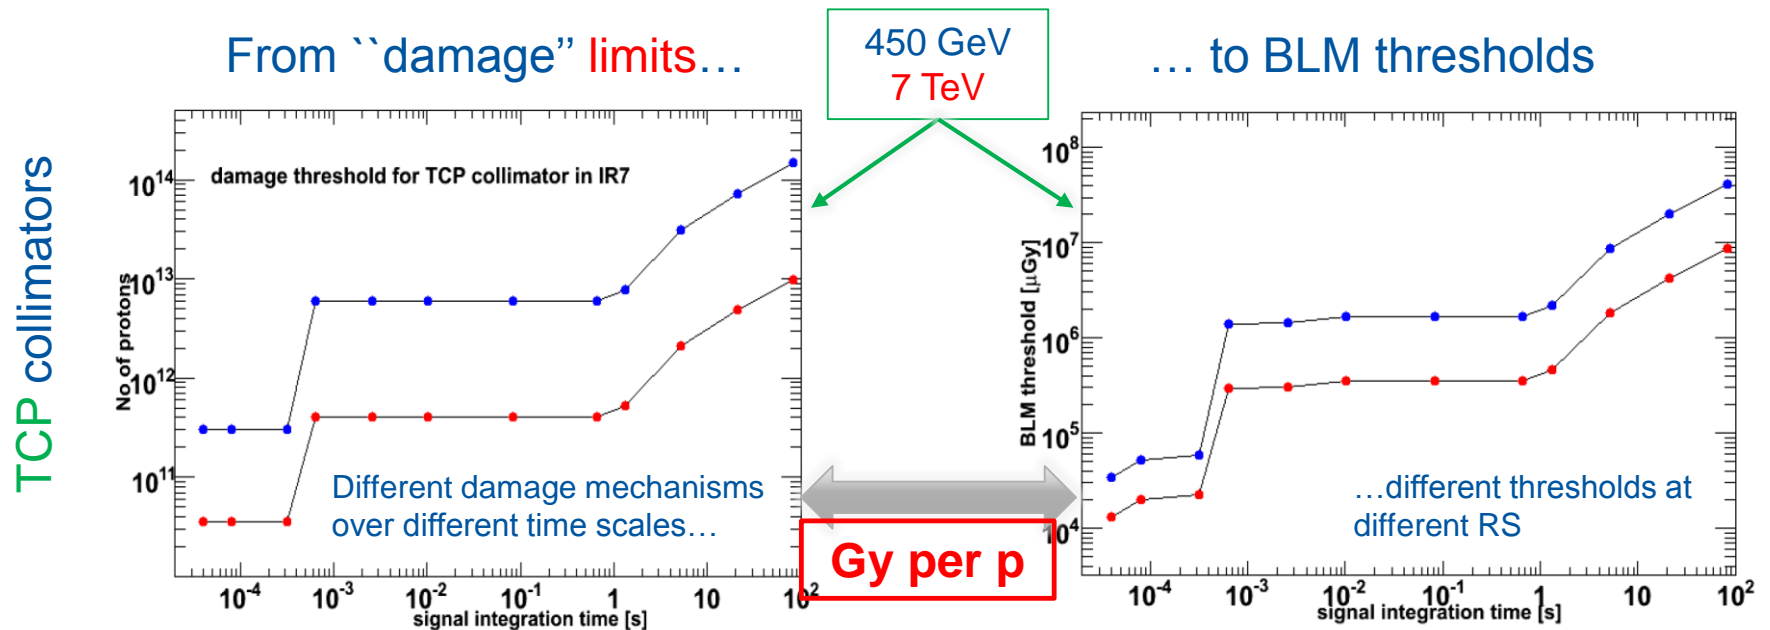 From ``damage'' limits…
450 GeV
7 TeV
… to BLM thresholds
TCP collimators
damage threshold for TCP collimator in IR7
No of protons
10^14
10^13
10^12
10^11
10^-4 10^-3 10^-2 10^-1 1 10 10^2
signal integration time [s]
Different damage mechanisms
over different time scales…
Gy per p
BLM threshold [μGy]
10^8
10^7
10^6
10^5
10^4
10^-4 10^-3 10^-2 10^-1 1 10 10^2
signal integration time [s]
…different thresholds at
different RS